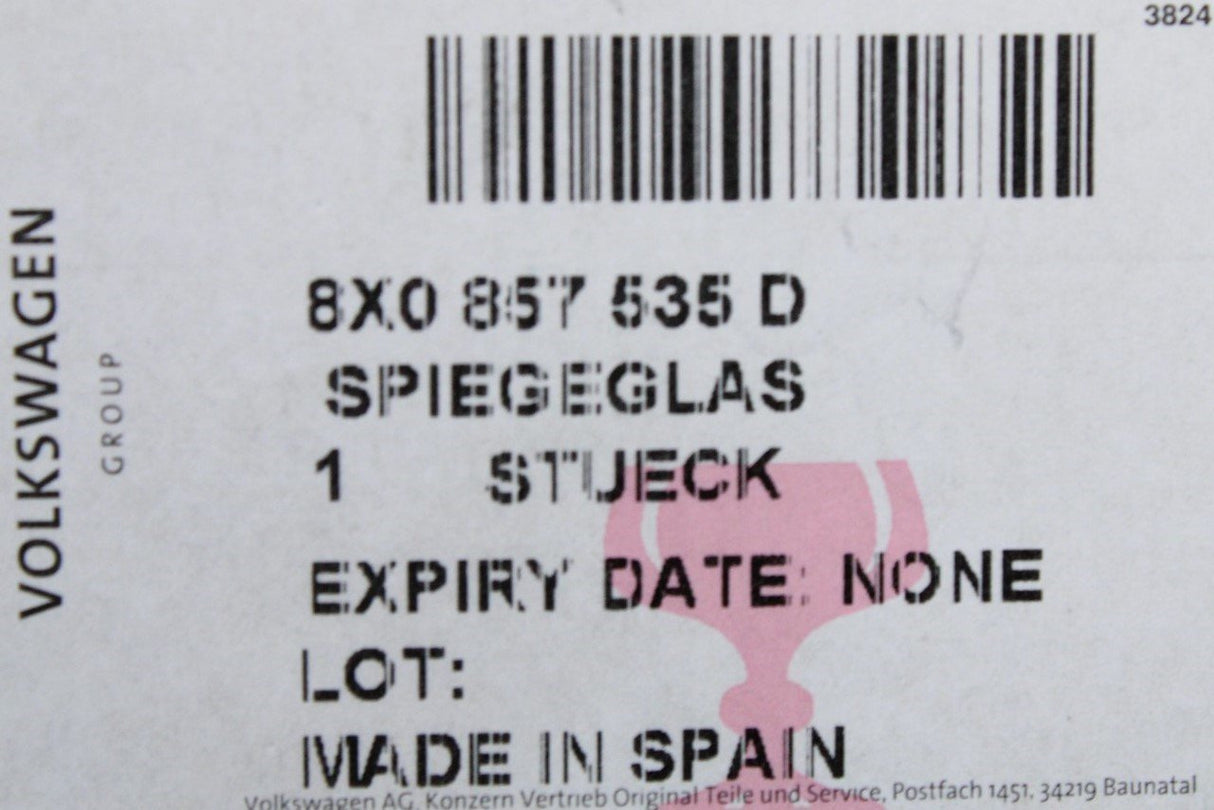 3824
VOLKSWAGEN
GROUP
8X0 857 535 D
SPIEGEGLAS
1 STUECK
EXPIRY DATE: NONE
LOT:
MADE IN SPAIN
Volkswagen AG, Konzern Vertrieb Original Teile und Service, Postfach 1451, 34219 Baunatal